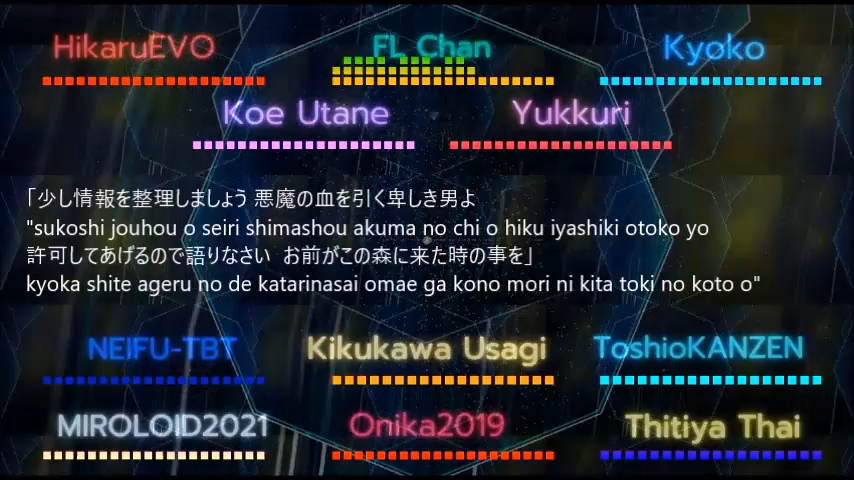 HikaruEVO
FL Chan
Kyoko
Koe Utane
Yukkuri
「少し情報を整理しましょう 悪魔の血を引く卑しき男よ
"sukoshi jouhou o seiri shimashou akuma no chi o hiku iyashiki otoko yo
許可してあげるので語りなさい お前がこの森に来た時の事を」
kyoka shite ageru no de katarinasai omae ga kono mori ni kita toki no koto o"
NEIFU-TBT
Kikukawa Usagi
ToshioKANZEN
MIROLOID2021
Onika2019
Thitiya Thai